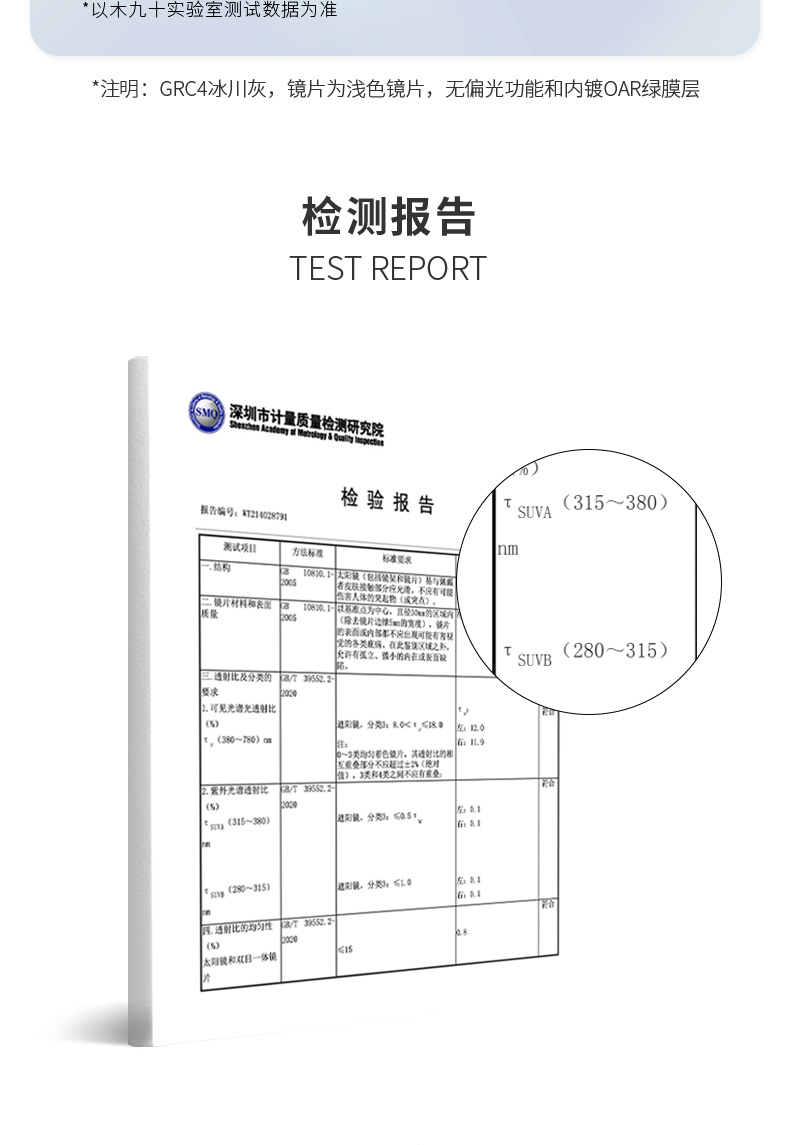 *以木九十实验室测试数据为准
*注明：GRC4冰川灰，镜片为浅色镜片，无偏光功能和内镀OAR绿膜层
检测报告
TEST REPORT
SMQ
深圳市计量质量检测研究院
Shenzhen Academy of Metrology & Quality Inspection
检验报告
报告编号：WT214028791
测试项目 方法标准 标准要求
一.结构
GB 10810.1-
2005
太阳镜（包括镜架和镜片）易与佩戴
者皮肤接触部分应光滑，不应有可能
伤害人体的突起物（或突点）。
二.镜片材料和表面
质量
GB 10810.1-
2005
以基准点为中心，直径30mm的区域内
（除去镜片边缘5mm的宽度），镜片
的表面或内部都不应出现可能有害视
觉的各类疵病。在此鉴别区域之外，
允许有孤立、微小的内在或表面缺
陷。
三.透射比及分类的
要求
1.可见光谱光透射比
（%）
τv（380～780）nm
GB/T 39552.2-
2020
遮阳镜，分类3：8.0＜τv≤18.0
注：
0～3类均匀着色镜片，其透射比的相
互重叠部分不应超过±2%（绝对
值），3类和4类之间不应有重叠；
τv：
左：12.0
右：11.9
符合
2.紫外光谱透射比
（%）
τSUVA（315～380）
nm
GB/T 39552.2-
2020
遮阳镜，分类3：≤0.5τv
左：0.1
右：0.1
符合
τSUVB（280～315）
nm
遮阳镜，分类3：≤1.0
左：0.1
右：0.1
四.透射比的均匀性
（%）
太阳镜和双目一体镜
片
GB/T 39552.2-
2020
≤15
0.8
符合
%）
τSUVA（315～380）
nm
τSUVB（280～315）